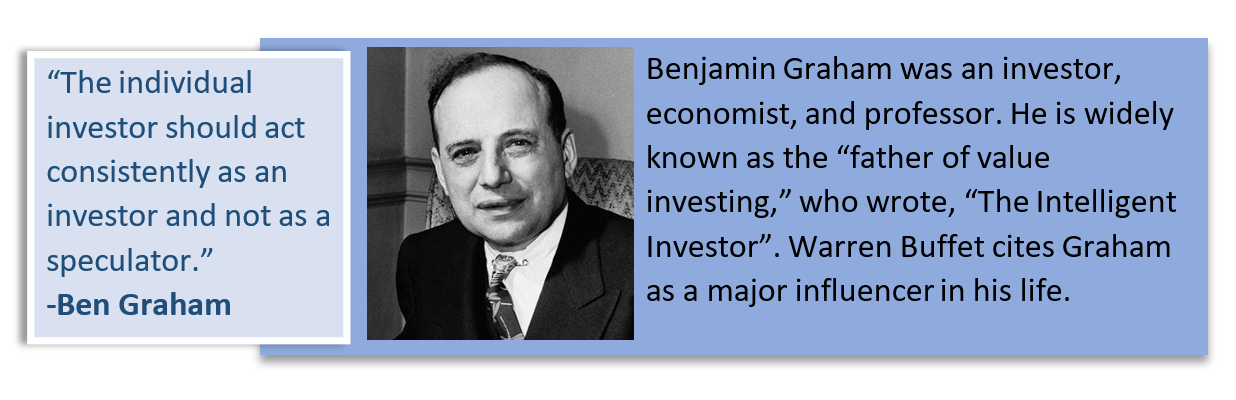 “The individual
investor should act
consistently as an
investor and not as a
speculator.”
-Ben Graham
Benjamin Graham was an investor,
economist, and professor. He is widely
known as the “father of value
investing,” who wrote, “The Intelligent
Investor”. Warren Buffet cites Graham
as a major influencer in his life.